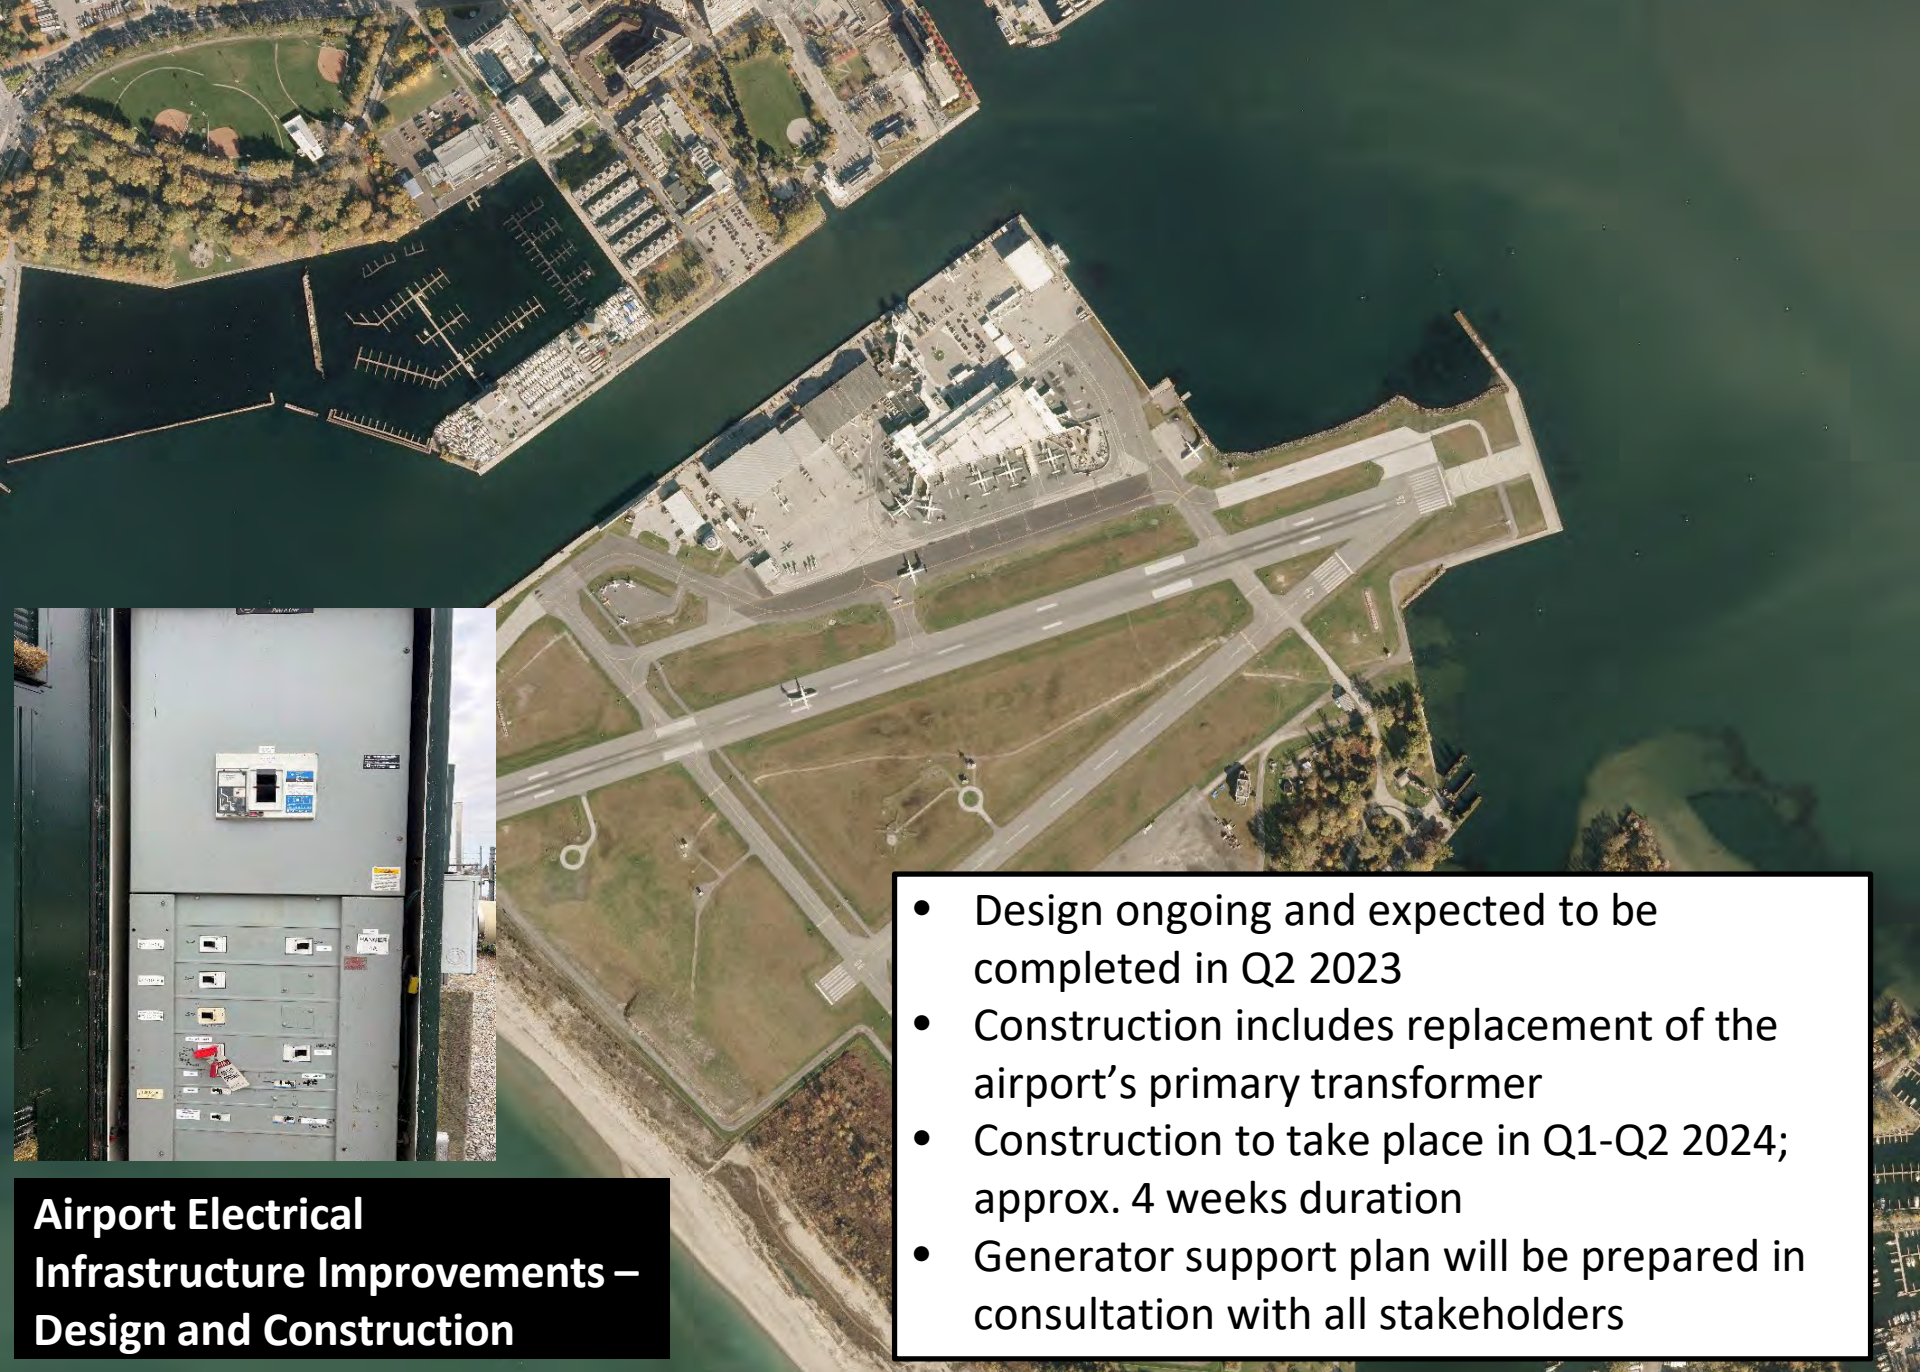 HANGER
Airport Electrical
Infrastructure Improvements –
Design and Construction
• Design ongoing and expected to be
completed in Q2 2023
• Construction includes replacement of the
airport’s primary transformer
• Construction to take place in Q1-Q2 2024;
approx. 4 weeks duration
• Generator support plan will be prepared in
consultation with all stakeholders